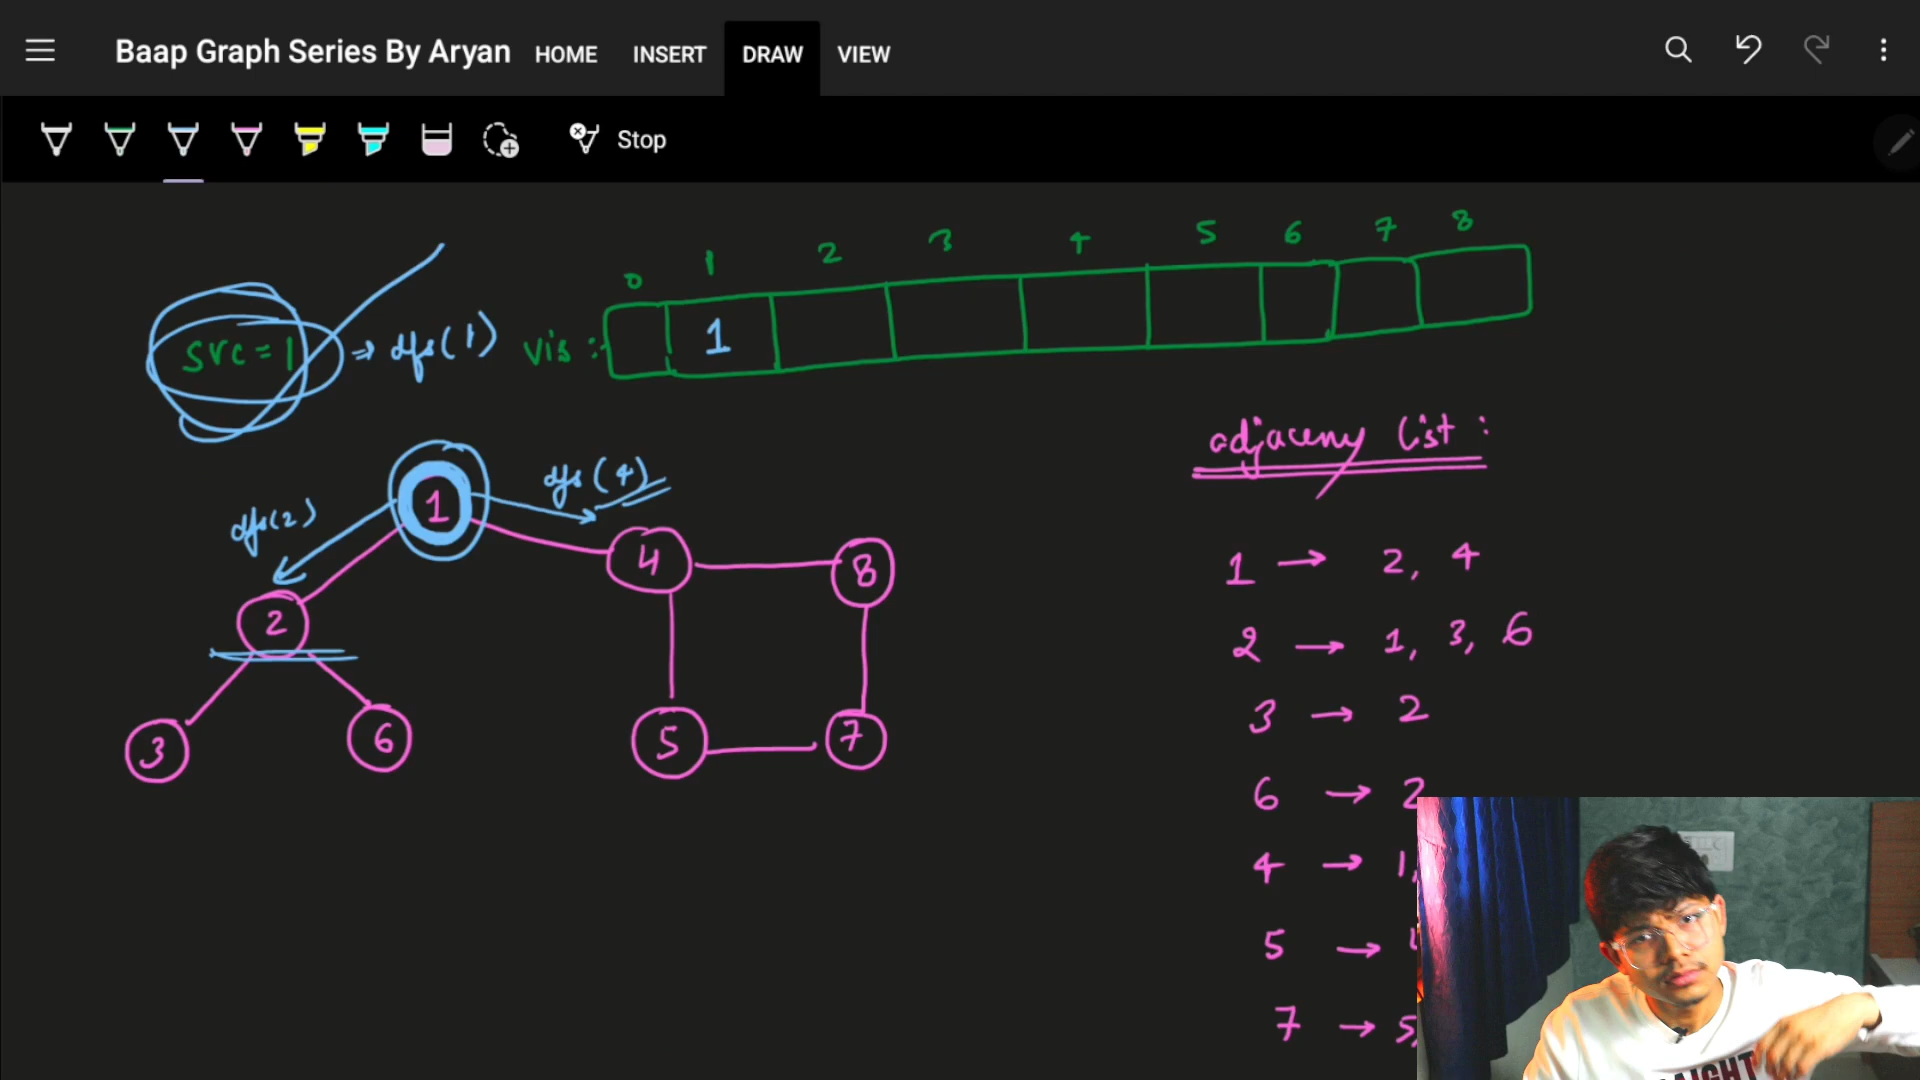 Baap Graph Series By Aryan HOME INSERT DRAW VIEW
Stop
0 1 2 3 4 5 6 7 8
src = 1 ⇒ dfs(1) vis : 1
adjaceny list :
dfs(2) 1 dfs(4)
4 8
2
3 6 5 7
1 → 2, 4
2 → 1, 3, 6
3 → 2
6 → 2
4 → 1,
5 →
7 → 5,